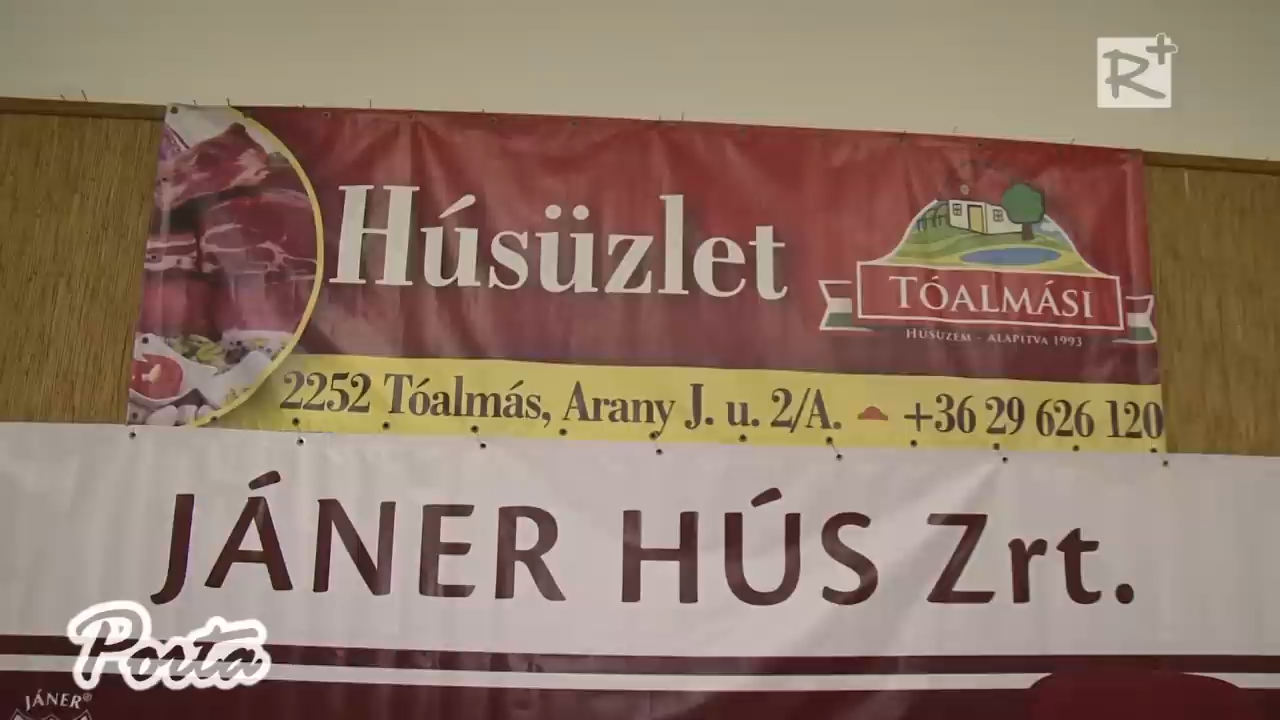 R+
Húsüzlet
TÓALMÁSI
HÚSÜZEM - ALAPÍTVA 1993
2252 Tóalmás, Arany J. u. 2/A. +36 29 626 120
JÁNER HÚS Zrt.
Porta
JÁNER®